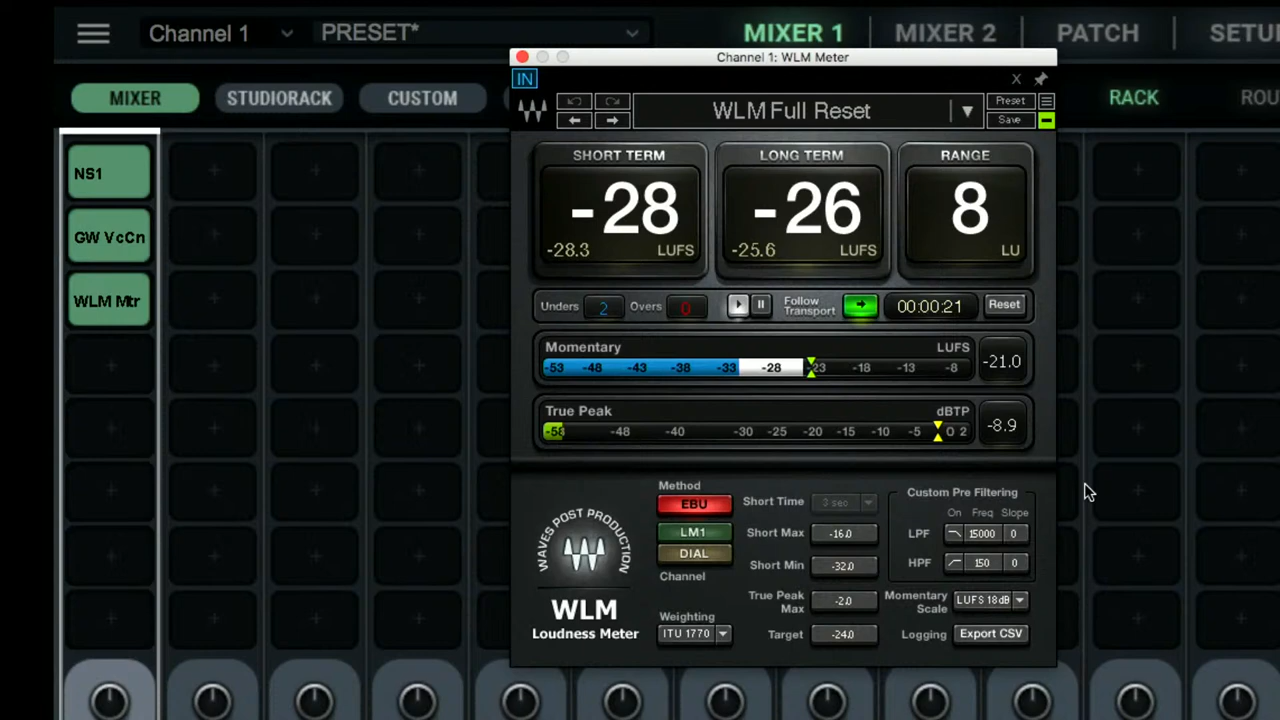 Channel 1 PRESET* MIXER 1 MIXER 2 PATCH SETU
Channel 1: WLM Meter
IN X
MIXER STUDIORACK CUSTOM RACK ROU
WLM Full Reset Preset
Save
SHORT TERM LONG TERM RANGE
-28 -26 8
-28.3 LUFS -25.6 LUFS LU
NS1
GW VcCn
WLM Mtr
Unders 2 Overs 0 Follow Transport 00:00:21 Reset
Momentary LUFS
-53 -48 -43 -38 -33 -28 -23 -18 -13 -8 -21.0
True Peak dBTP
-58 -48 -40 -30 -25 -20 -15 -10 -5 0 2 -8.9
WAVES POST PRODUCTION
WLM
Loudness Meter
Method
EBU
LM1
DIAL
Channel
Weighting
ITU 1770
Short Time 3 sec
Short Max -16.0
Short Min -32.0
True Peak Max -2.0
Target -24.0
Custom Pre Filtering
On Freq Slope
LPF 15000 0
HPF 150 0
Momentary Scale LUFS 18dB
Logging Export CSV